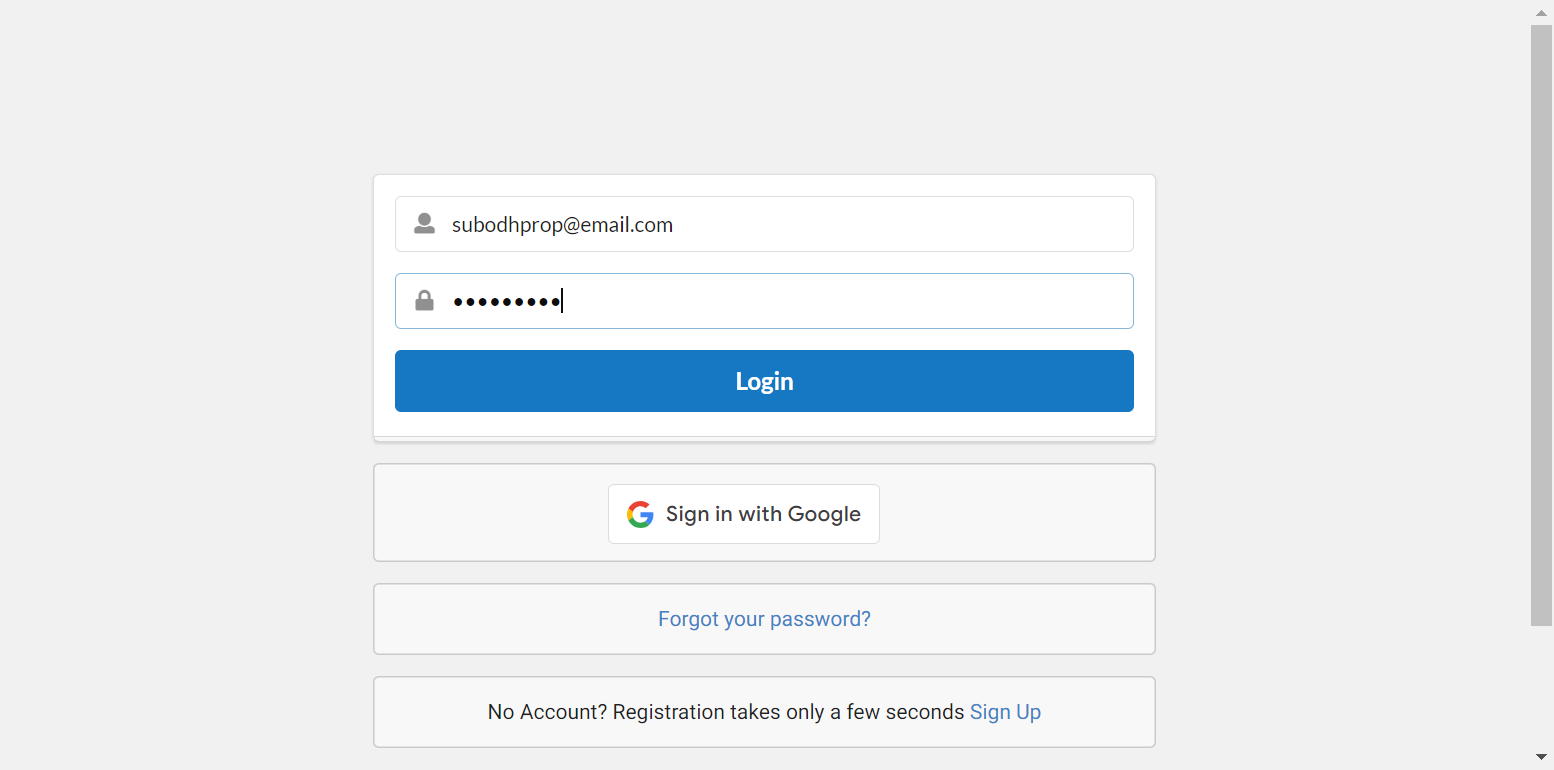 subodhprop@email.com
•••••••••
Login
Sign in with Google
Forgot your password?
No Account? Registration takes only a few seconds Sign Up